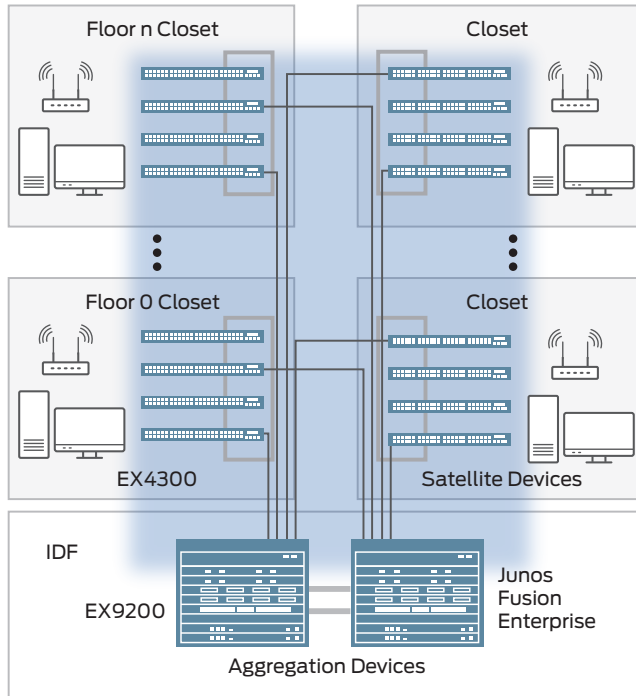 Floor n Closet
Closet
Floor 0 Closet
Closet
EX4300
Satellite Devices
IDF
EX9200
Junos
Fusion
Enterprise
Aggregation Devices